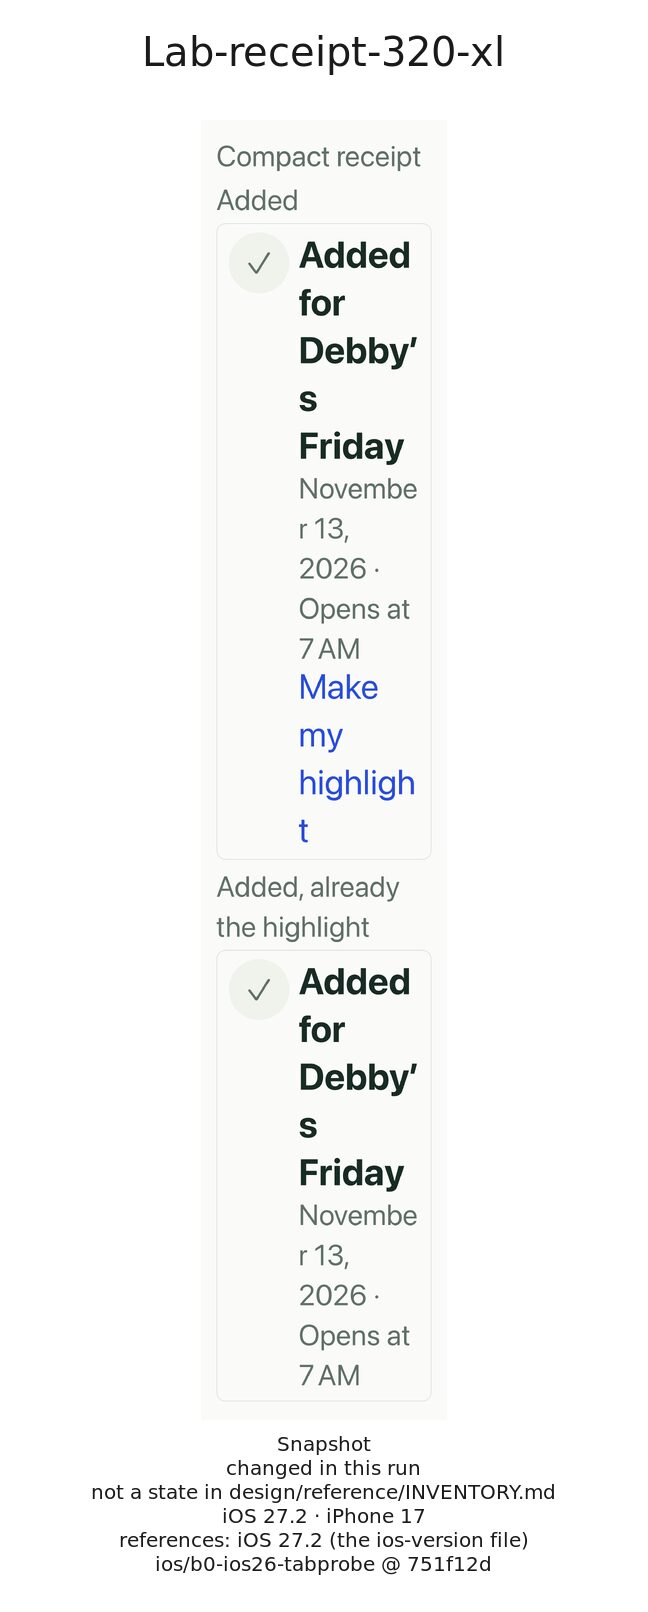 Lab-receipt-320-xl
Compact receipt
Added
Added
for
Debby’
s
Friday
Novembe
r 13,
2026 ·
Opens at
7 AM
Make
my
highligh
t
Added, already
the highlight
Added
for
Debby’
s
Friday
Novembe
r 13,
2026 ·
Opens at
7 AM
Snapshot
changed in this run
not a state in design/reference/INVENTORY.md
iOS 27.2 · iPhone 17
references: iOS 27.2 (the ios-version file)
ios/b0-ios26-tabprobe @ 751f12d